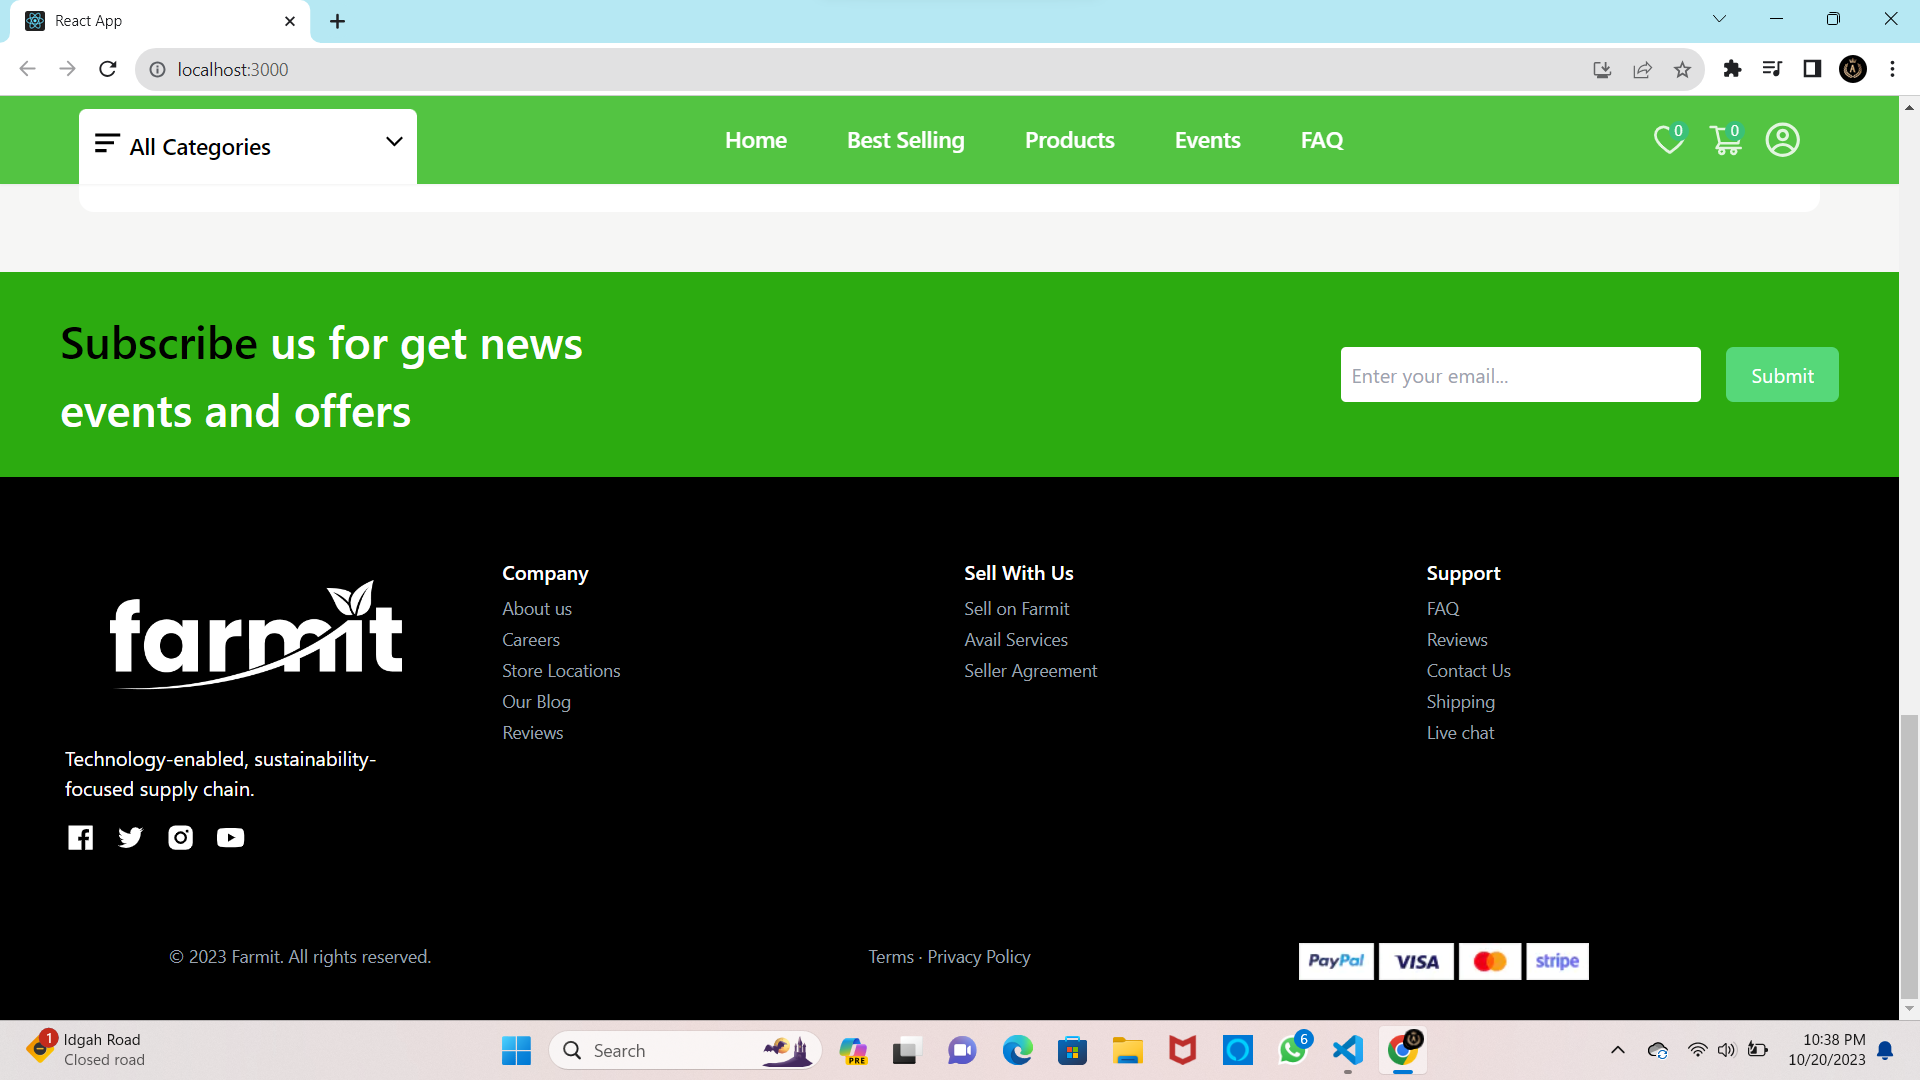 React App
localhost:3000
All Categories
Home Best Selling Products Events FAQ
0 0
Subscribe us for get news
events and offers
Enter your email...
Submit
farmit
Technology-enabled, sustainability-
focused supply chain.
Company
About us
Careers
Store Locations
Our Blog
Reviews
Sell With Us
Sell on Farmit
Avail Services
Seller Agreement
Support
FAQ
Reviews
Contact Us
Shipping
Live chat
© 2023 Farmit. All rights reserved.
Terms · Privacy Policy
PayPal VISA stripe
1
Idgah Road
Closed road
Search
PRE
6
10:38 PM
10/20/2023